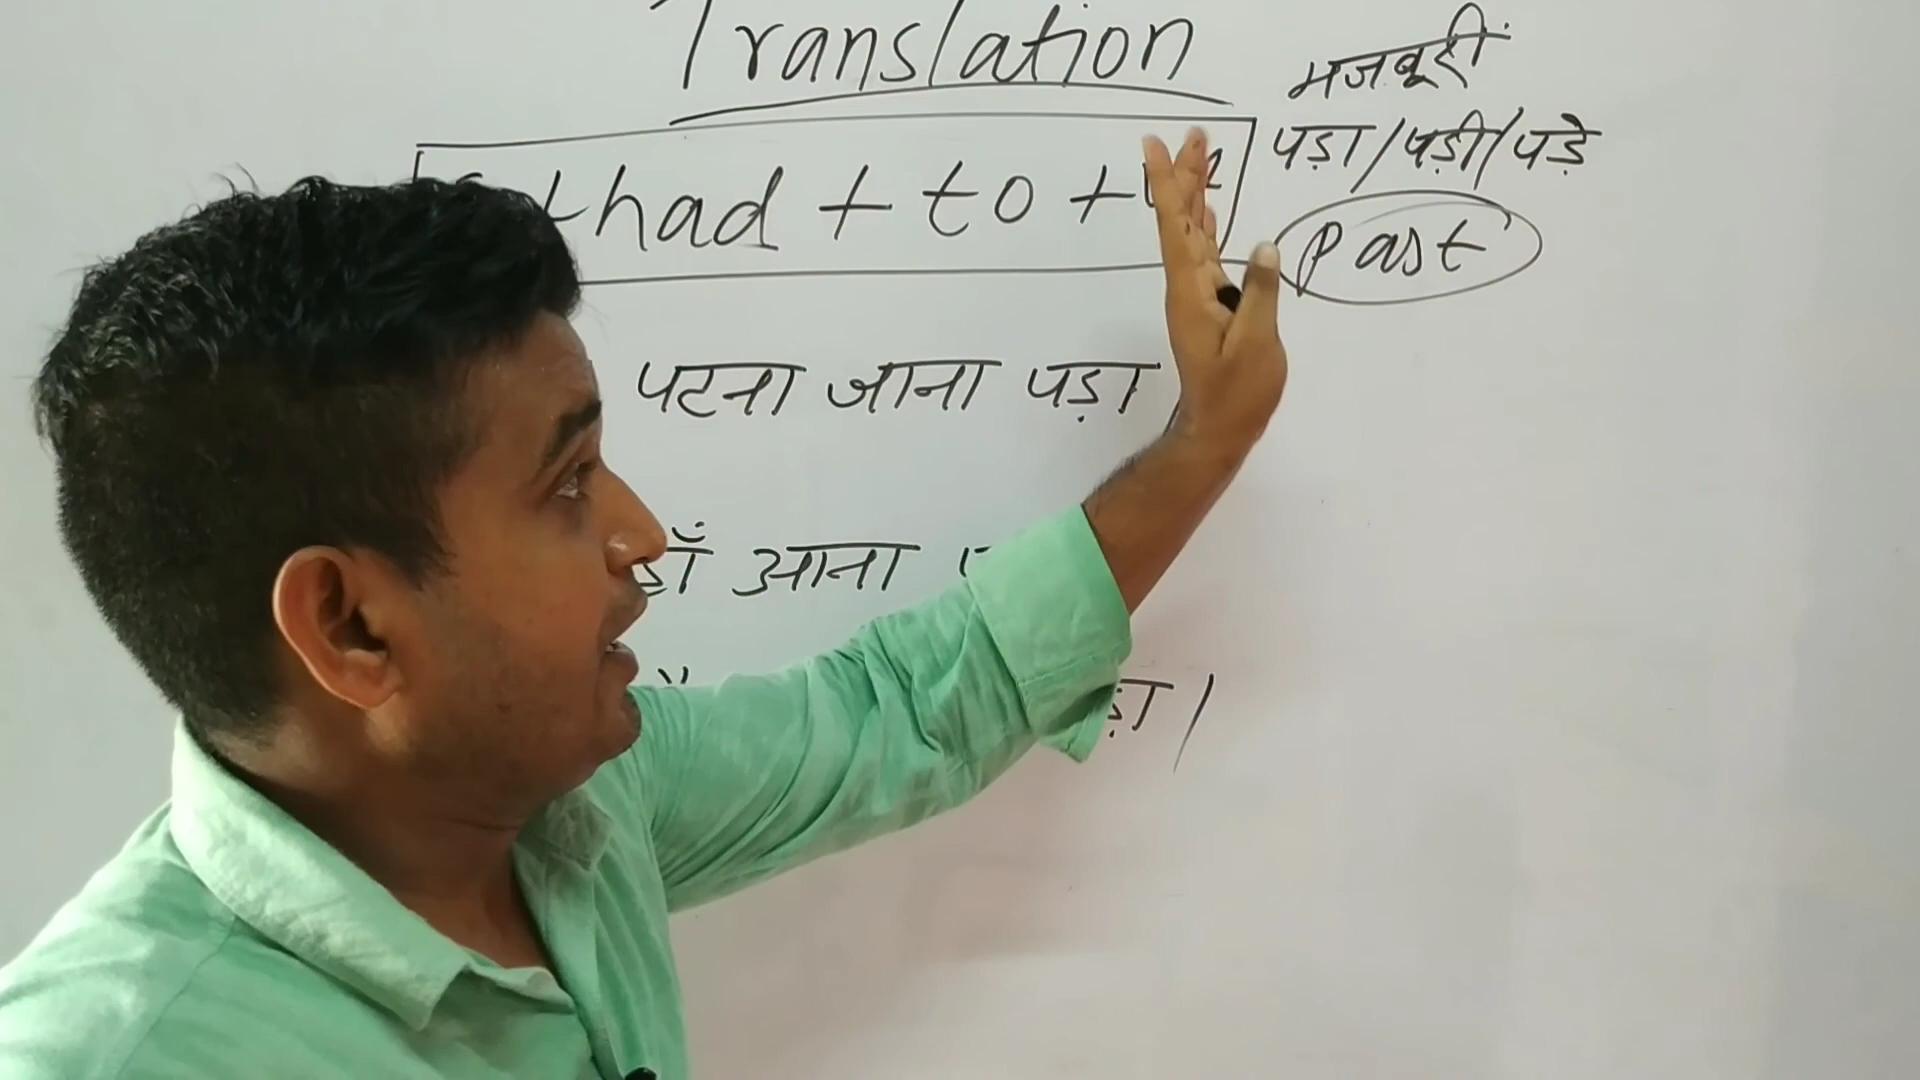 Translation
मजबूरी
पड़ा/पड़ी/पड़े
+ had + to +
Past
पटना जाना पड़ा
आना